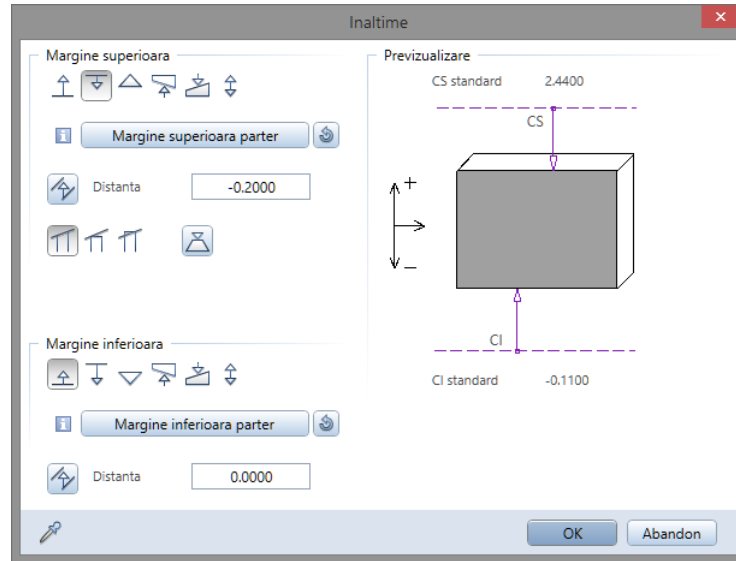 Inaltime
Margine superioara
Margine superioara parter
Distanta -0.2000
Margine inferioara
Margine inferioara parter
Distanta 0.0000
Previzualizare
CS standard 2.4400
CS
+
−
CI
CI standard -0.1100
OK Abandon